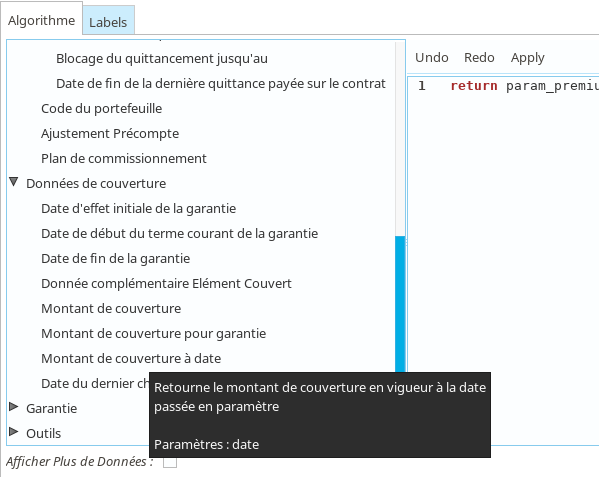 Algorithme
Labels
Blocage du quittancement jusqu'au
Date de fin de la dernière quittance payée sur le contrat
Code du portefeuille
Ajustement Précompte
Plan de commissionnement
Données de couverture
Date d'effet initiale de la garantie
Date de début du terme courant de la garantie
Date de fin de la garantie
Donnée complémentaire Elément Couvert
Montant de couverture
Montant de couverture pour garantie
Montant de couverture à date
Date du dernier ch
Garantie
Outils
Afficher Plus de Données :
Undo Redo Apply
1 return param_premiu
Retourne le montant de couverture en vigueur à la date
passée en paramètre
Paramètres : date